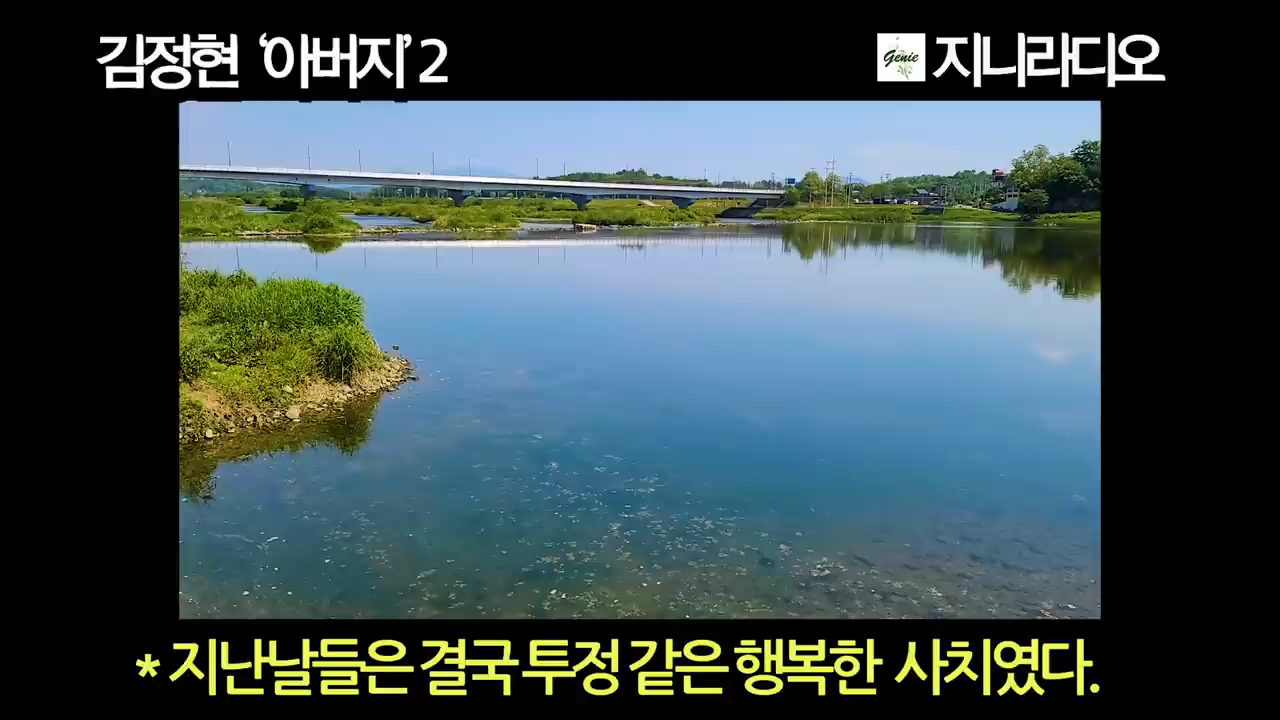 김정현 ‘아버지’ 2
Genie 지니라디오
* 지난날들은 결국 투정 같은 행복한 사치였다.